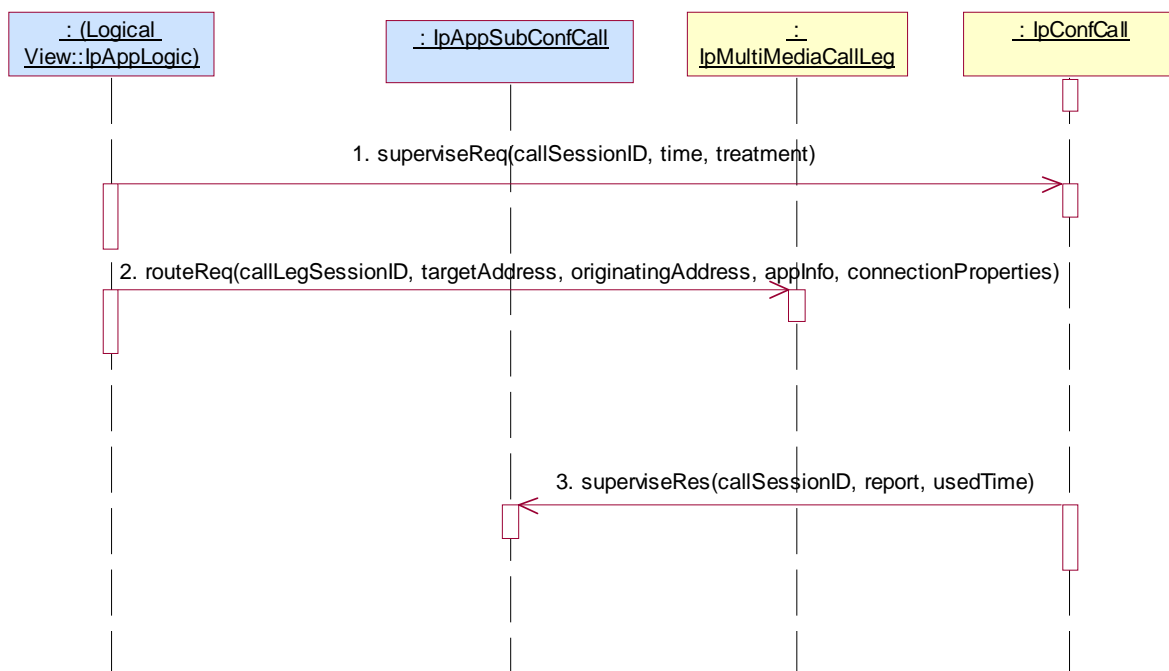 : (Logical
View::IpAppLogic)
: IpAppSubConfCall
:
IpMultiMediaCallLeg
: IpConfCall
1. superviseReq(callSessionID, time, treatment)
2. routeReq(callLegSessionID, targetAddress, originatingAddress, appInfo, connectionProperties)
3. superviseRes(callSessionID, report, usedTime)